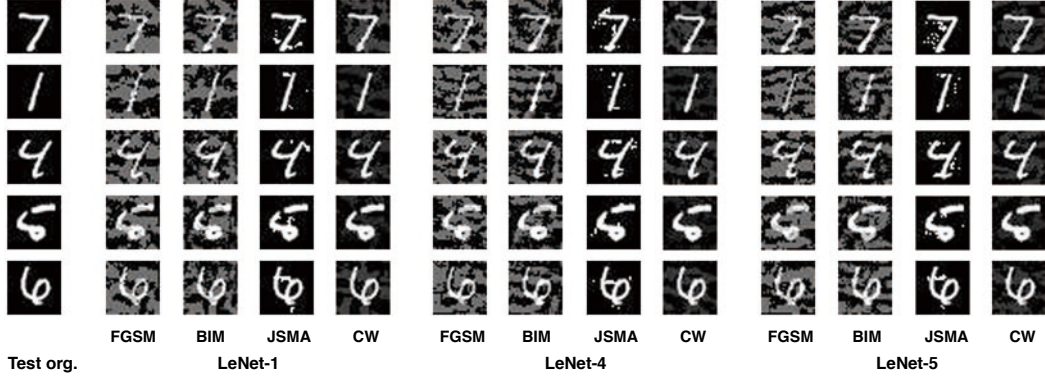 FGSM BIM JSMA CW FGSM BIM JSMA CW FGSM BIM JSMA CW
Test org. LeNet-1 LeNet-4 LeNet-5